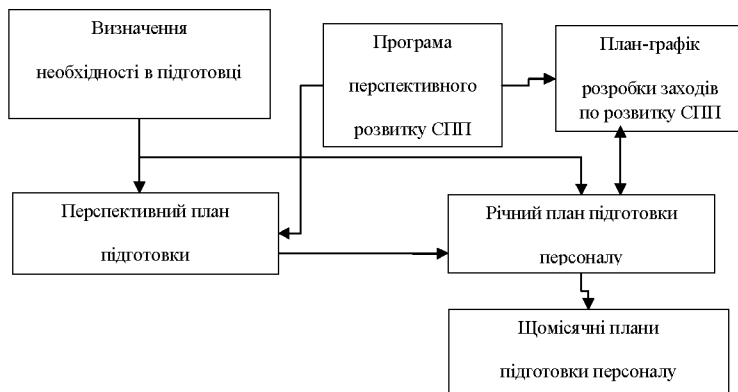 Визначення
необхідності в підготовці
Програма
перспективного
розвитку СПП
План-графік
розробки заходів
по розвитку СПП
Перспективний план
підготовки
Річний план підготовки
персоналу
Щомісячні плани
підготовки персоналу